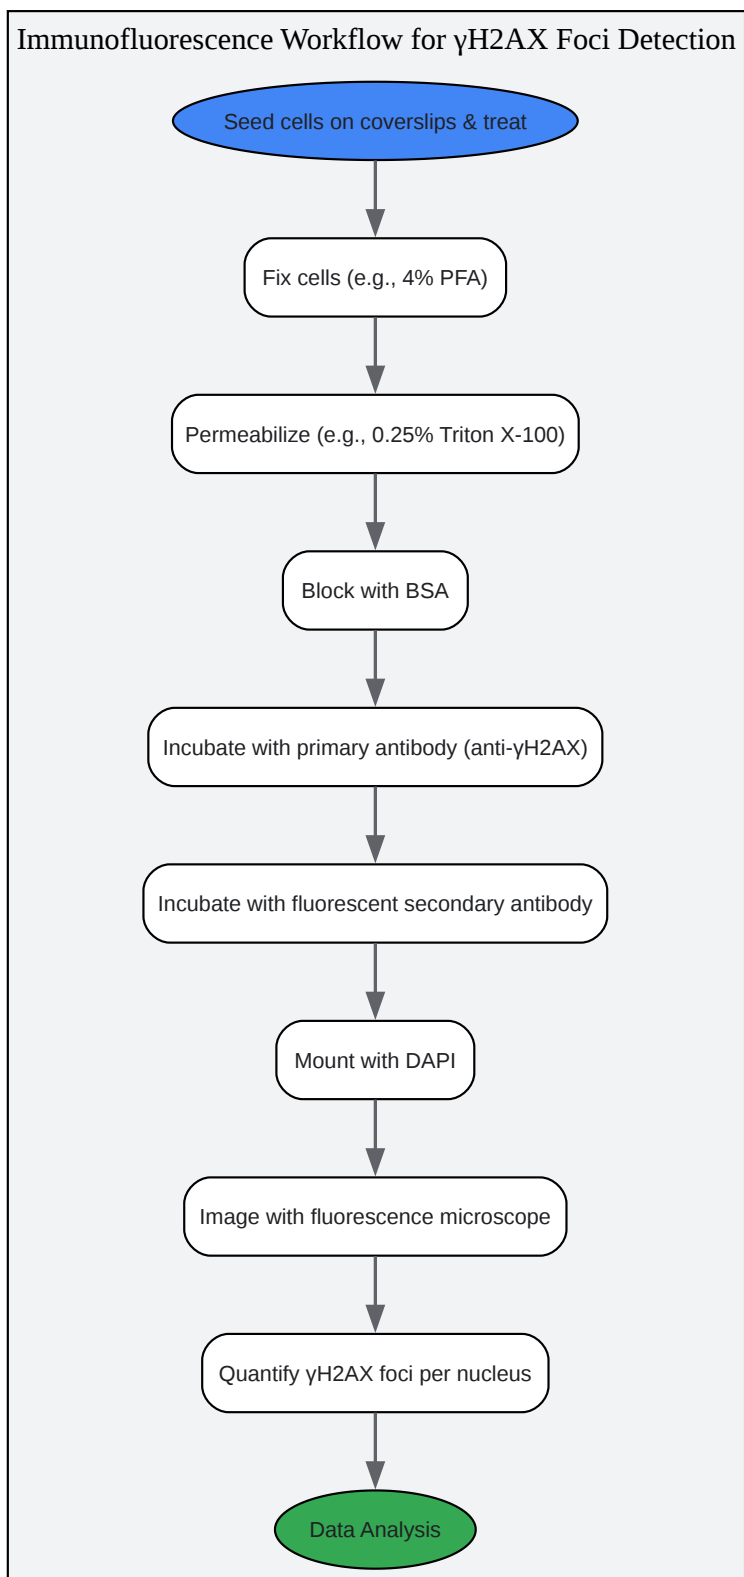 Immunofluorescence Workflow for γH2AX Foci Detection
Seed cells on coverslips & treat
Fix cells (e.g., 4% PFA)
Permeabilize (e.g., 0.25% Triton X-100)
Block with BSA
Incubate with primary antibody (anti-γH2AX)
Incubate with fluorescent secondary antibody
Mount with DAPI
Image with fluorescence microscope
Quantify γH2AX foci per nucleus
Data Analysis